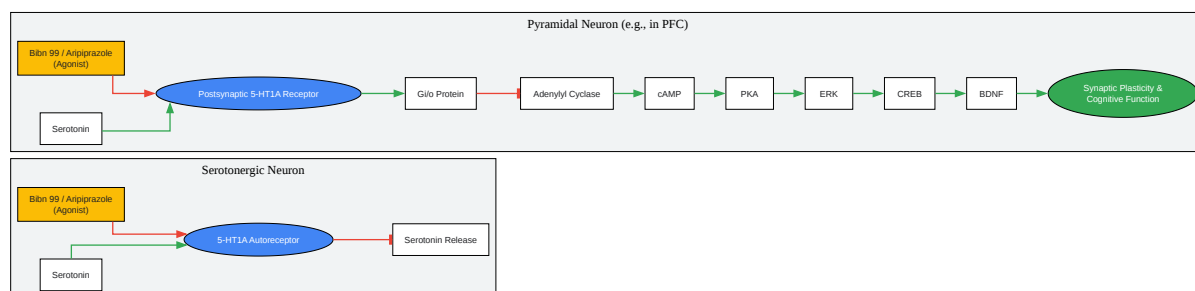 Pyramidal Neuron (e.g., in PFC)
Bibn 99 / Aripiprazole
(Agonist)
Postsynaptic 5-HT1A Receptor
Gi/o Protein
Adenylyl Cyclase
cAMP
PKA
ERK
CREB
BDNF
Synaptic Plasticity &
Cognitive Function
Serotonin
Serotonergic Neuron
Bibn 99 / Aripiprazole
(Agonist)
5-HT1A Autoreceptor
Serotonin Release
Serotonin